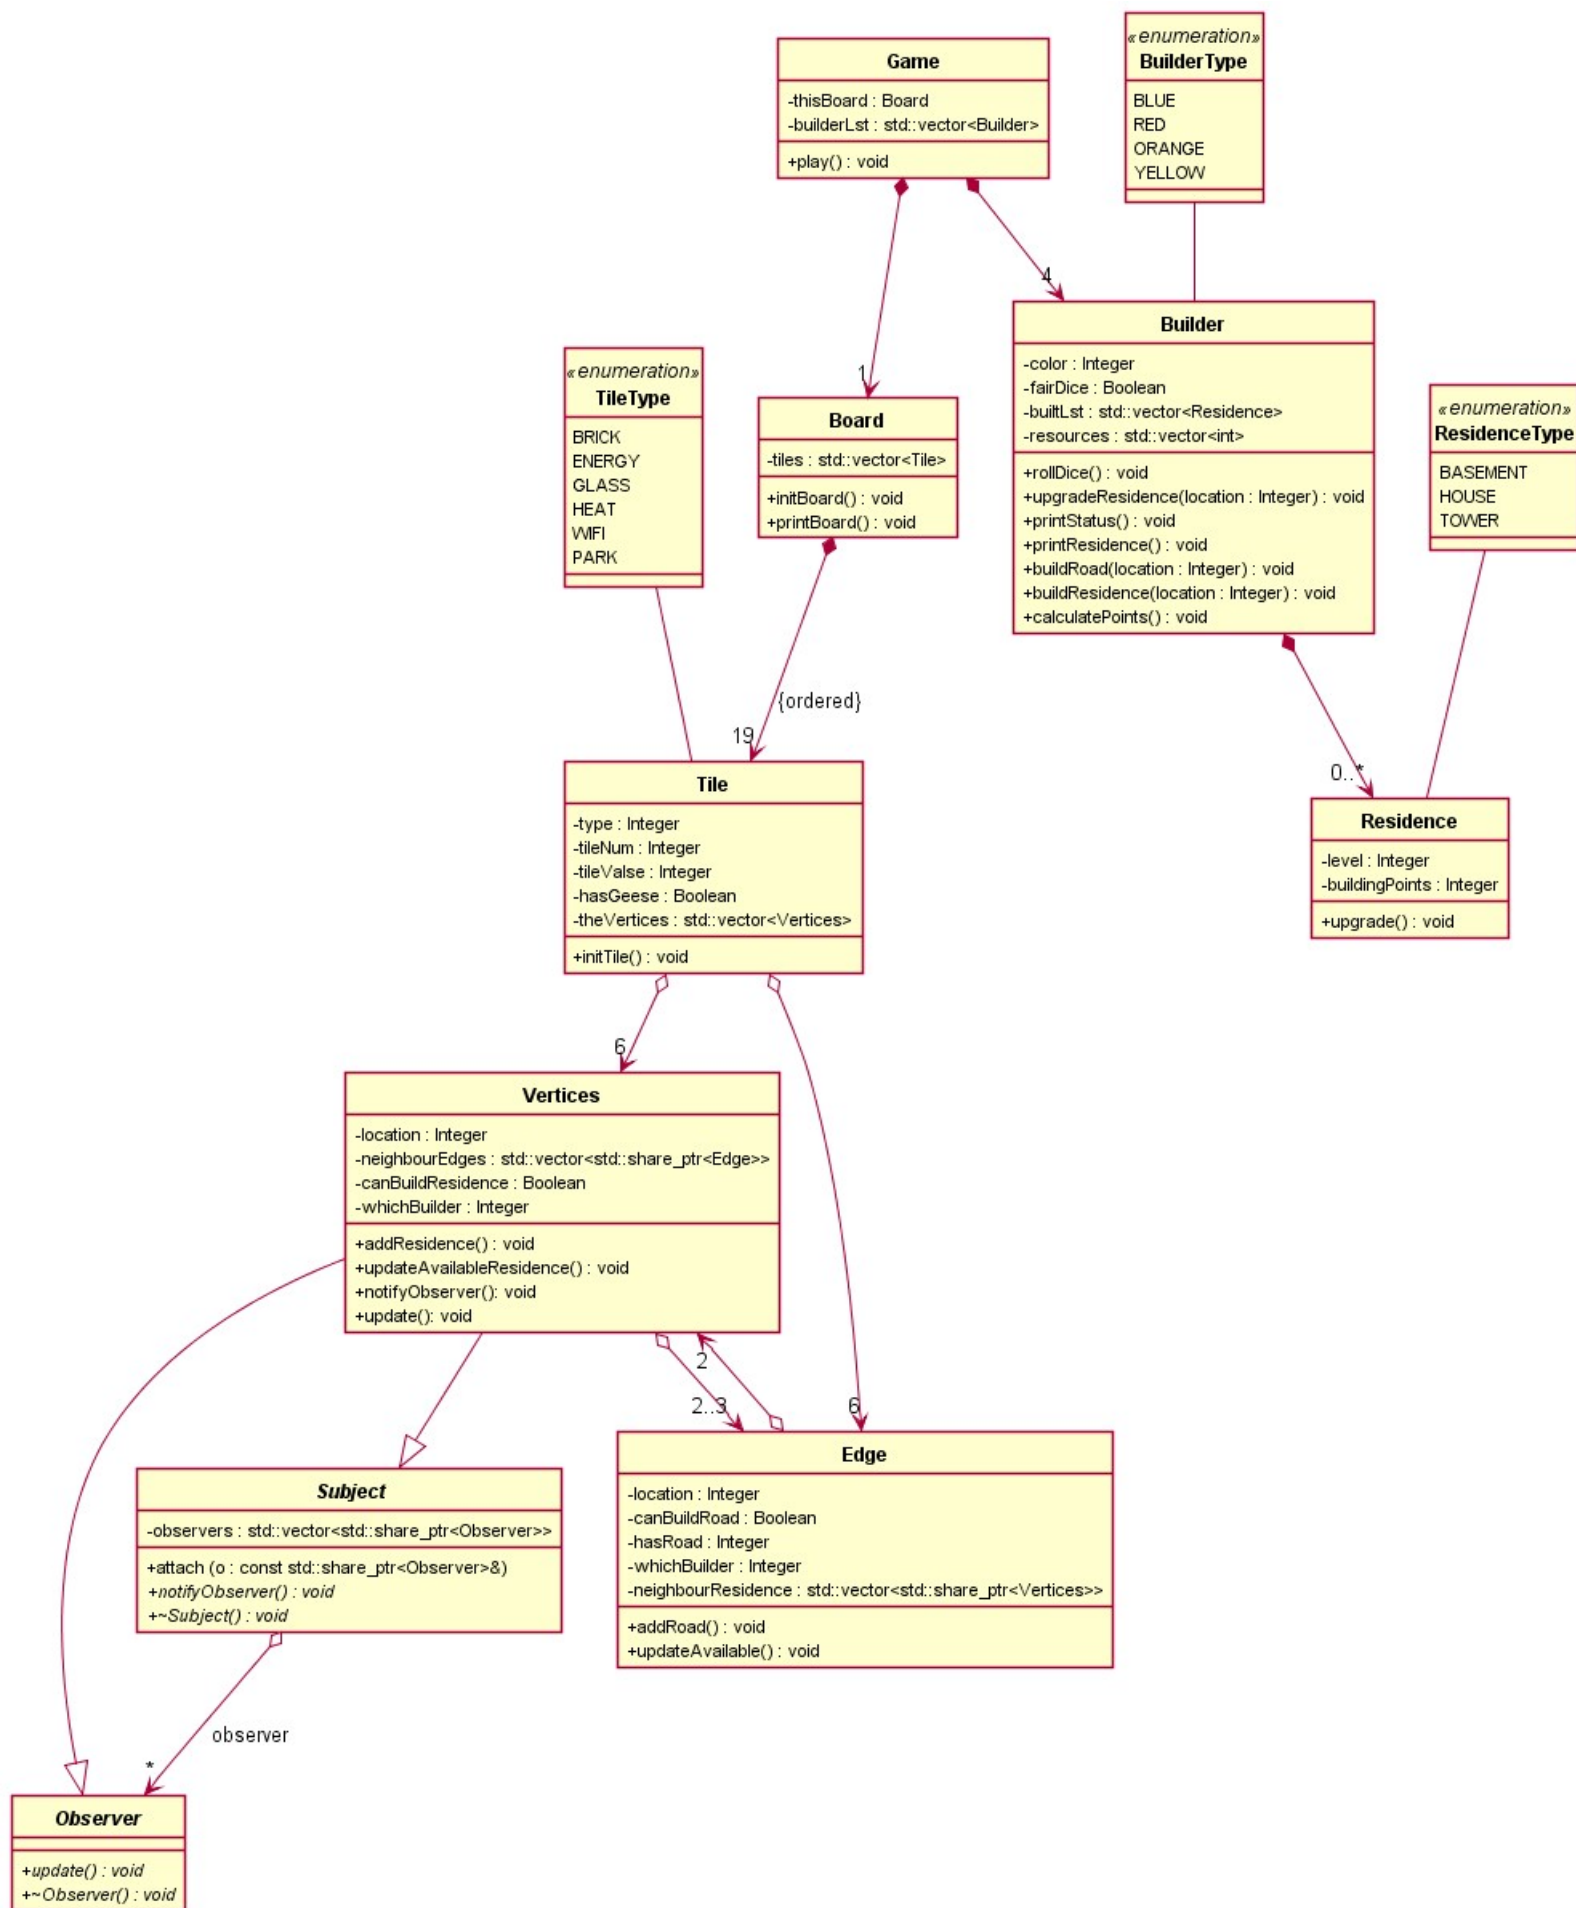 Game
-thisBoard : Board
-builderLst : std::vector<Builder>
+play() : void
«enumeration»
BuilderType
BLUE
RED
ORANGE
YELLOW
4
1
Builder
-color : Integer
-fairDice : Boolean
-builtLst : std::vector<Residence>
-resources : std::vector<int>
+rollDice() : void
+upgradeResidence(location : Integer) : void
+printStatus() : void
+printResidence() : void
+buildRoad(location : Integer) : void
+buildResidence(location : Integer) : void
+calculatePoints() : void
«enumeration»
TileType
BRICK
ENERGY
GLASS
HEAT
WIFI
PARK
Board
-tiles : std::vector<Tile>
+initBoard() : void
+printBoard() : void
«enumeration»
ResidenceType
BASEMENT
HOUSE
TOWER
{ordered}
19
0..*
Tile
-type : Integer
-tileNum : Integer
-tileValse : Integer
-hasGeese : Boolean
-theVertices : std::vector<Vertices>
+initTile() : void
Residence
-level : Integer
-buildingPoints : Integer
+upgrade() : void
6
Vertices
-location : Integer
-neighbourEdges : std::vector<std::share_ptr<Edge>>
-canBuildResidence : Boolean
-whichBuilder : Integer
+addResidence() : void
+updateAvailableResidence() : void
+notifyObserver(): void
+update(): void
2
2..3
6
Subject
-observers : std::vector<std::share_ptr<Observer>>
+attach (o : const std::share_ptr<Observer>&)
+notifyObserver() : void
+~Subject() : void
Edge
-location : Integer
-canBuildRoad : Boolean
-hasRoad : Integer
-whichBuilder : Integer
-neighbourResidence : std::vector<std::share_ptr<Vertices>>
+addRoad() : void
+updateAvailable() : void
observer
*
Observer
+update() : void
+~Observer() : void